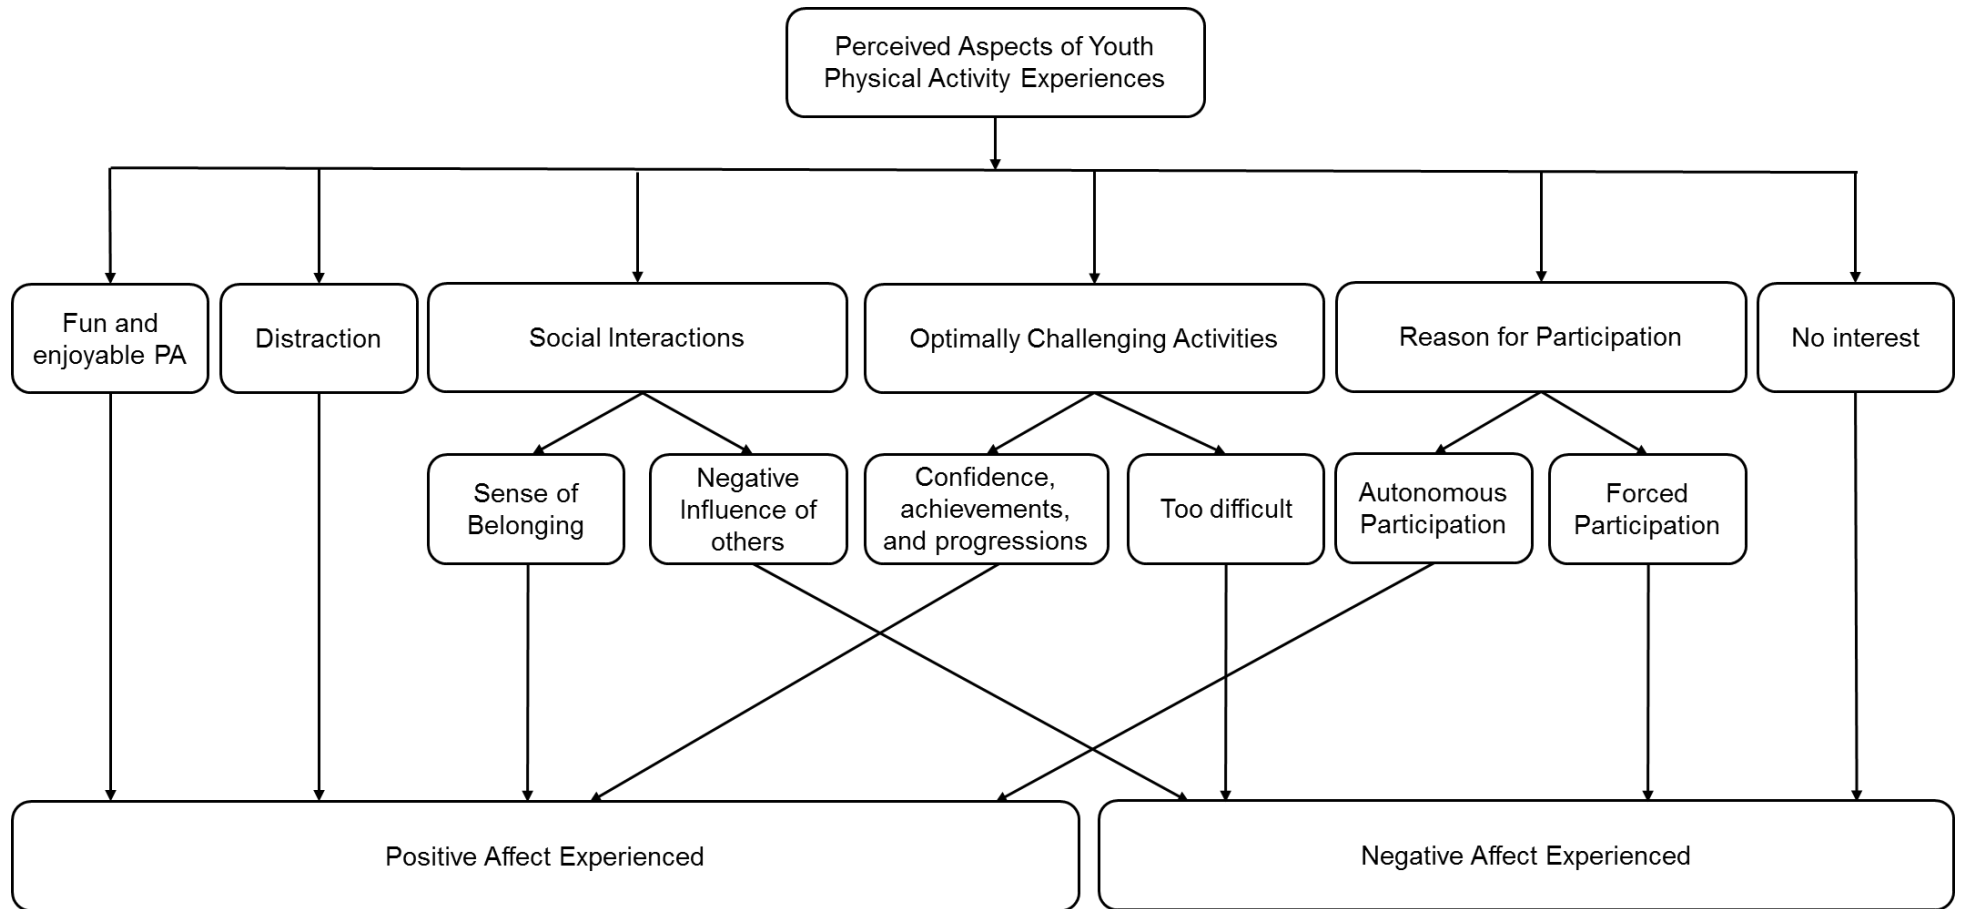 Perceived Aspects of Youth
Physical Activity Experiences
Fun and
enjoyable PA
Distraction
Social Interactions
Optimally Challenging Activities
Reason for Participation
No interest
Sense of
Belonging
Negative
Influence of
others
Confidence,
achievements,
and progressions
Too difficult
Autonomous
Participation
Forced
Participation
Positive Affect Experienced
Negative Affect Experienced